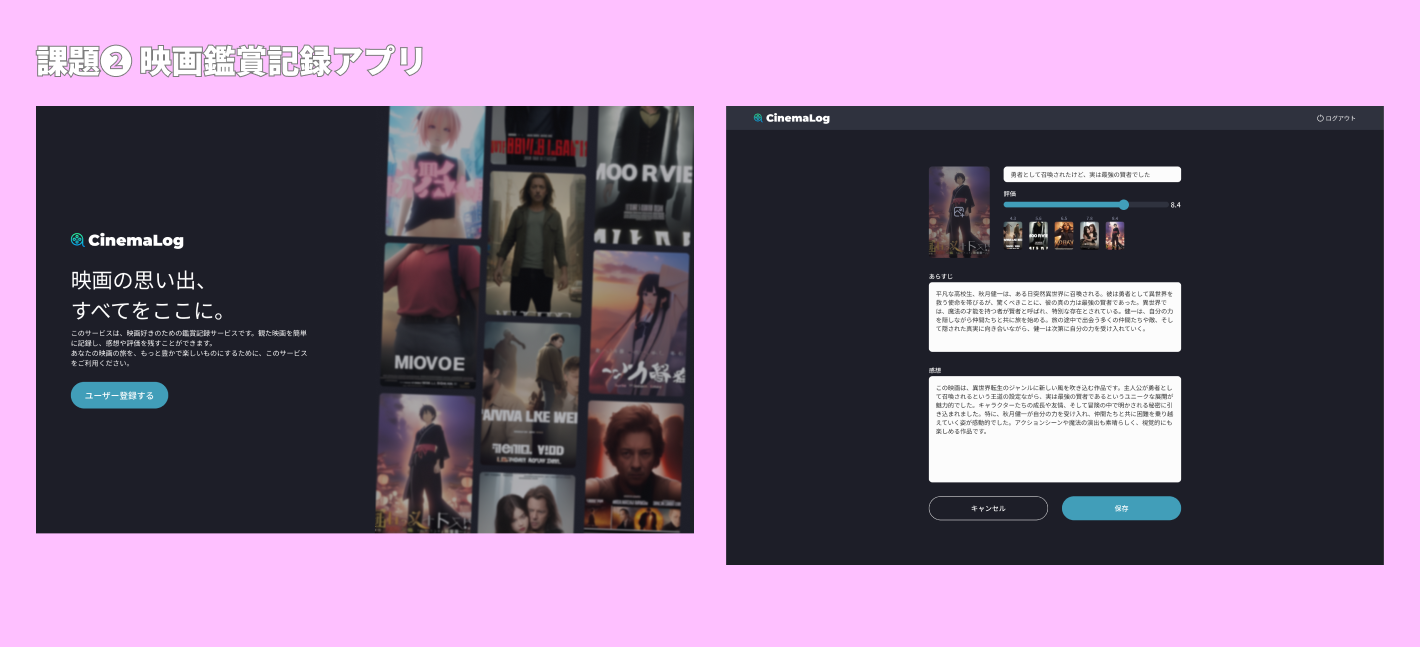 課題❷ 映画鑑賞記録アプリ
CinemaLog
映画の思い出、
すべてをここに。
このサービスは、映画好きのための鑑賞記録サービスです。観た映画を簡単
に記録し、感想や評価を残すことができます。
あなたの映画の旅を、もっと豊かで楽しいものにするために、このサービス
をご利用ください。
ユーザー登録する
MOO RVIE
MIOVOE
CinemaLog
ログアウト
勇者として召喚されたけど、実は最強の賢者でした
評価
8.4
あらすじ
平凡な高校生、秋月健一は、ある日突然異世界に召喚される。彼は勇者として異世界を
救う使命を帯びるが、驚くべきことに、彼の真の力は最強の賢者であった。異世界で
は、魔法の才能を持つ者が賢者と呼ばれ、特別な存在とされている。健一は、自分の力
を隠しながら仲間たちと共に旅を始める。旅の途中で出会う多くの仲間たちや敵、そし
て隠された真実に向き合いながら、健一は次第に自分の力を受け入れていく。
感想
この映画は、異世界転生のジャンルに新しい風を吹き込む作品です。主人公が勇者とし
て召喚されるという王道の設定ながら、実は最強の賢者であるというユニークな展開が
魅力的でした。キャラクターたちの成長や友情、そして冒険の中で明かされる秘密に引
き込まれました。特に、秋月健一が自分の力を受け入れ、仲間たちと共に困難を乗り越
えていく姿が感動的でした。アクションシーンや魔法の演出も素晴らしく、視覚的にも
楽しめる作品です。
キャンセル
保存